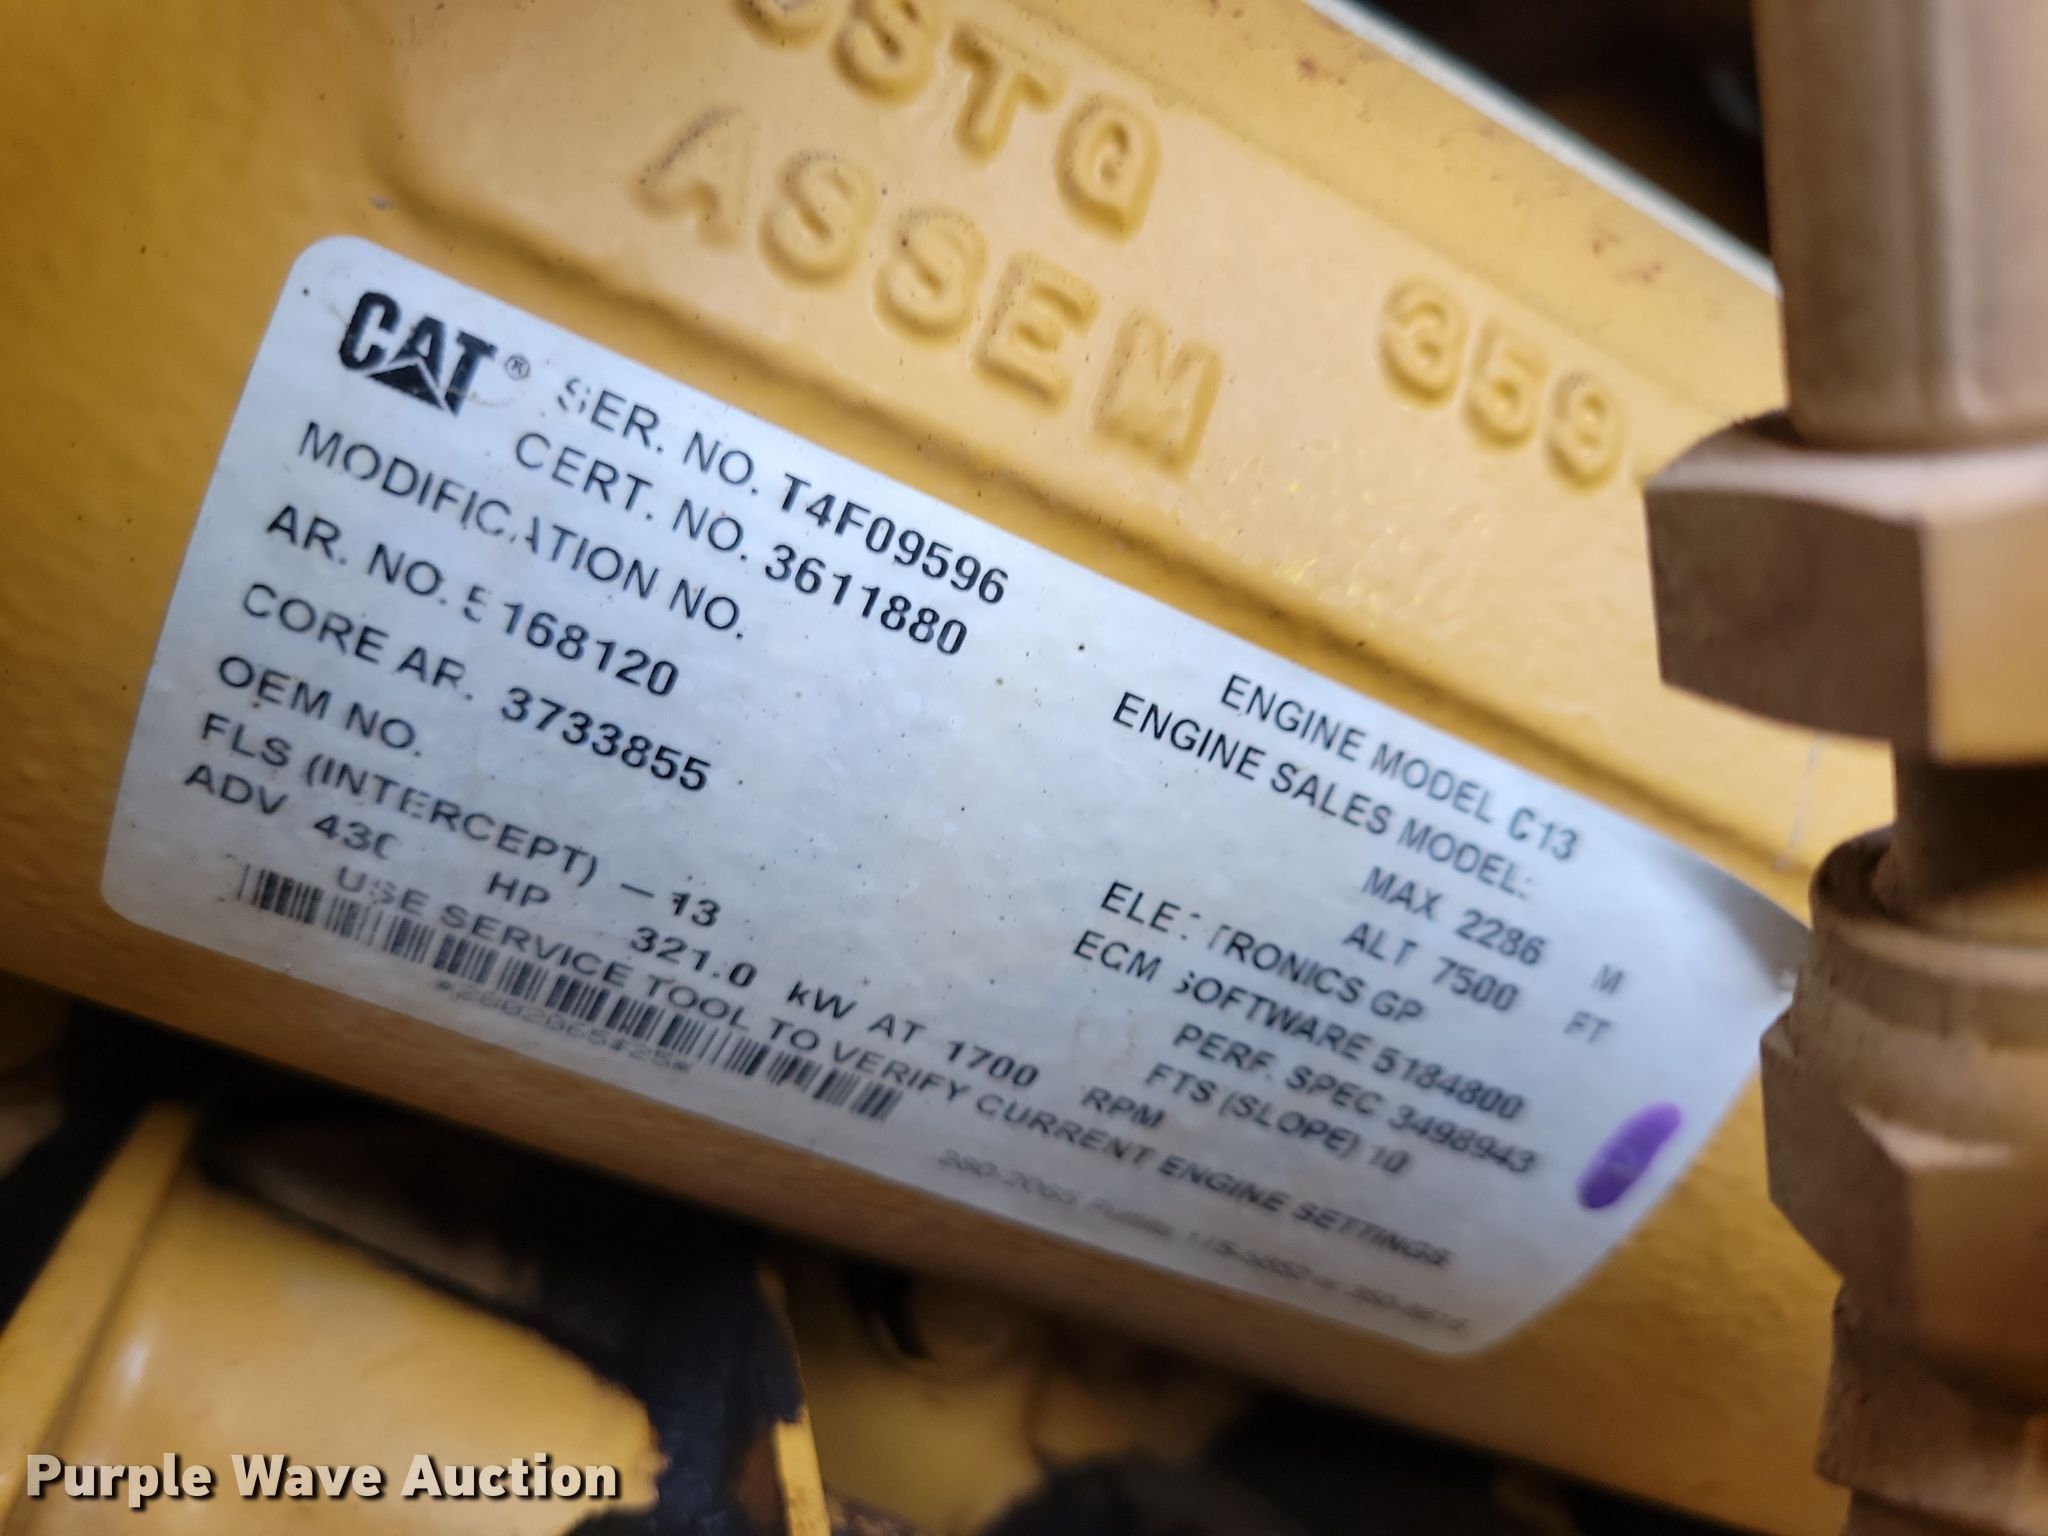 STQ
ASSEM 359
CAT® SER. NO. T4F09596
CERT. NO. 3611880
MODIFICATION NO.
AR. NO. 5168120
CORE AR. 3733855
OEM NO.
FLS (INTERCEPT) -13
ADV 430 HP 321.0 kW AT 1700 RPM
USE SERVICE TOOL TO VERIFY CURRENT ENGINE SETTINGS
ENGINE MODEL C13
ENGINE SALES MODEL:
MAX 2286 M
ALT 7500 FT
ELECTRONICS GP
ECM SOFTWARE 5184800
PERF. SPEC 3498943
FTS (SLOPE) 10
Purple Wave Auction